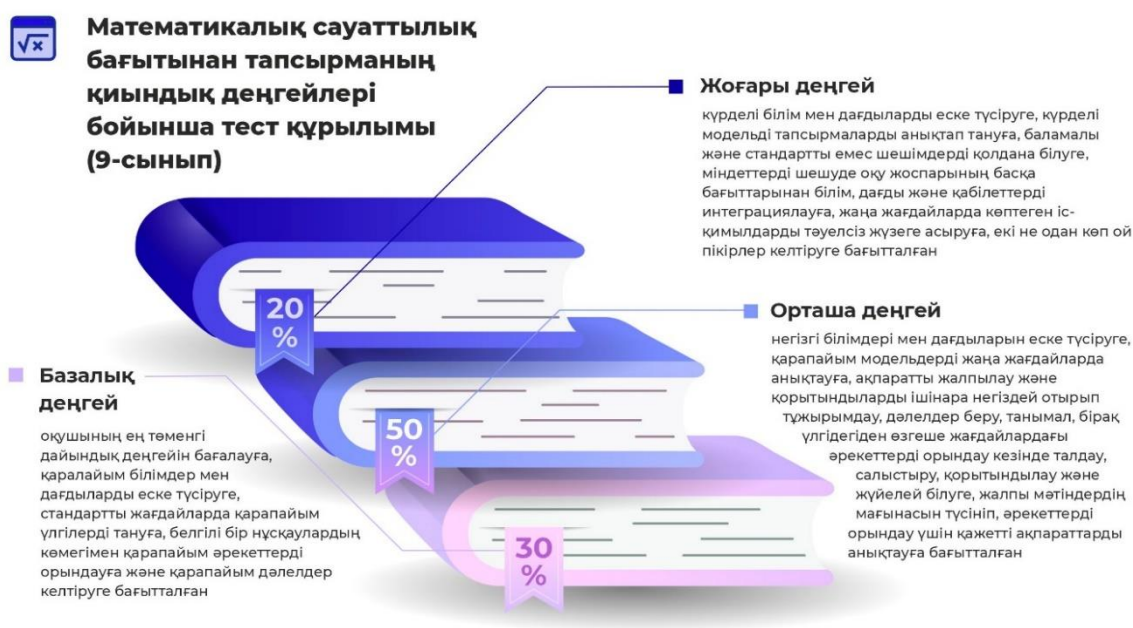 √x
Математикалық сауаттылық
бағытынан тапсырманың
қиындық деңгейлері
бойынша тест құрылымы
(9-сынып)
Жоғары деңгей
күрделі білім мен дағдыларды еске түсіруге, күрделі
модельді тапсырмаларды анықтап тануға, баламалы
және стандартты емес шешімдерді қолдана білуге,
міндеттерді шешуде оқу жоспарының басқа
бағыттарынан білім, дағды және қабілеттерді
интеграциялауға, жаңа жағдайларда көптеген іс-
қимылдарды тәуелсіз жүзеге асыруға, екі не одан көп ой
пікірлер келтіруге бағытталған
20
%
Орташа деңгей
негізгі білімдері мен дағдыларын еске түсіруге,
қарапайым модельдерді жаңа жағдайларда
анықтауға, ақпаратты жалпылау және
қорытындыларды ішінара негіздей отырып
тұжырымдау, дәлелдер беру, танымал, бірақ
үлгідегіден өзгеше жағдайлардағы
әрекеттерді орындау кезінде талдау,
салыстыру, қорытындылау және
жүйелей білуге, жалпы мәтіндердің
мағынасын түсініп, әрекеттерді
орындау үшін қажетті ақпараттарды
анықтауға бағытталған
50
%
Базалық
деңгей
оқушының ең төменгі
дайындық деңгейін бағалауға,
қаралайым білімдер мен
дағдыларды еске түсіруге,
стандартты жағдайларда қарапайым
үлгілерді тануға, белгілі бір нұсқаулардың
көмегімен қарапайым әрекеттерді
орындауға және қарапайым дәлелдер
келтіруге бағытталған
30
%